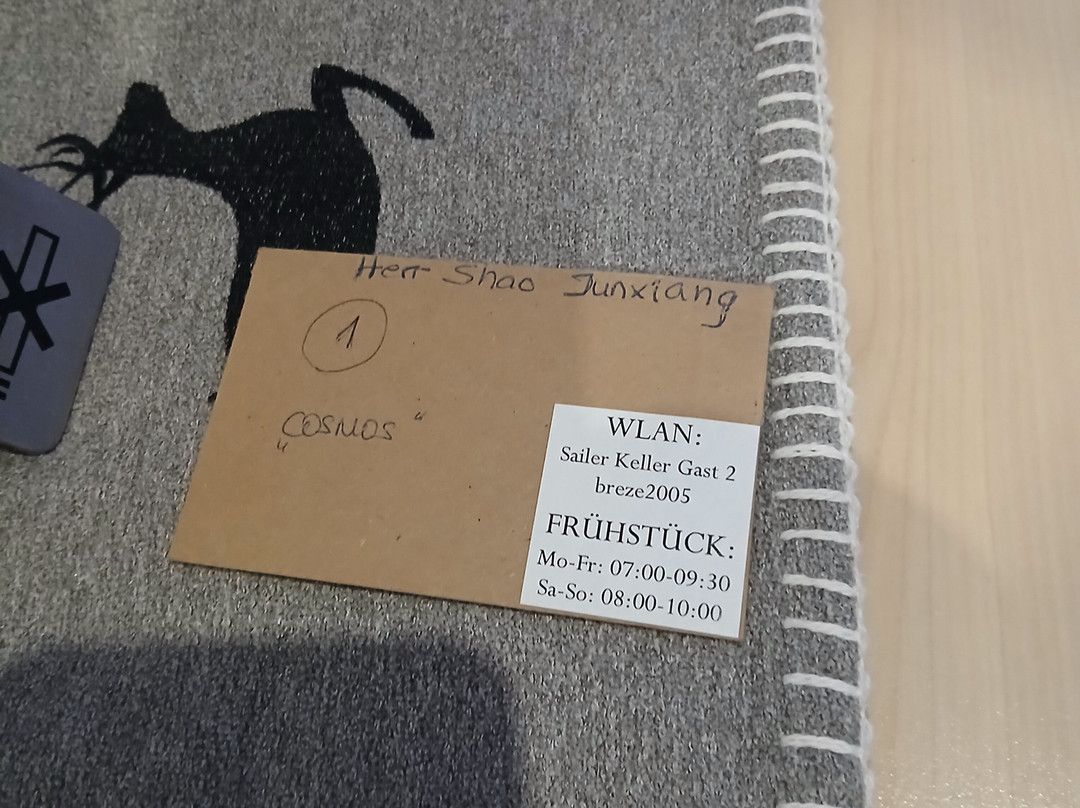 Herr Shao Junxiang
1
„COSMOS“
WLAN:
Sailer Keller Gast 2
breze2005
FRÜHSTÜCK:
Mo-Fr: 07:00-09:30
Sa-So: 08:00-10:00